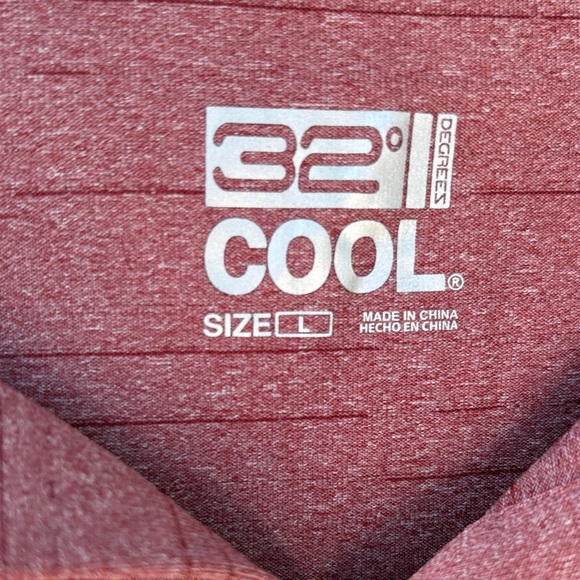 32° DEGREES
COOL®
SIZE L
MADE IN CHINA
HECHO EN CHINA